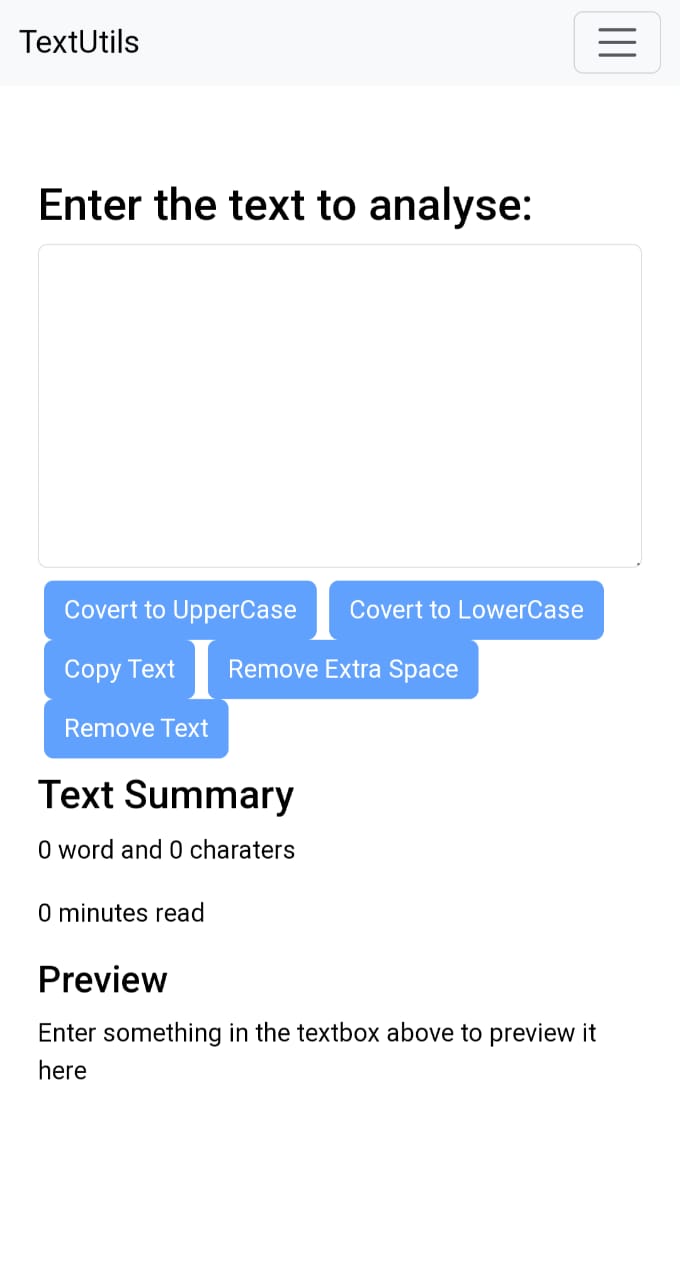 TextUtils
Enter the text to analyse:
Covert to UpperCase Covert to LowerCase
Copy Text Remove Extra Space
Remove Text
Text Summary
0 word and 0 charaters
0 minutes read
Preview
Enter something in the textbox above to preview it
here